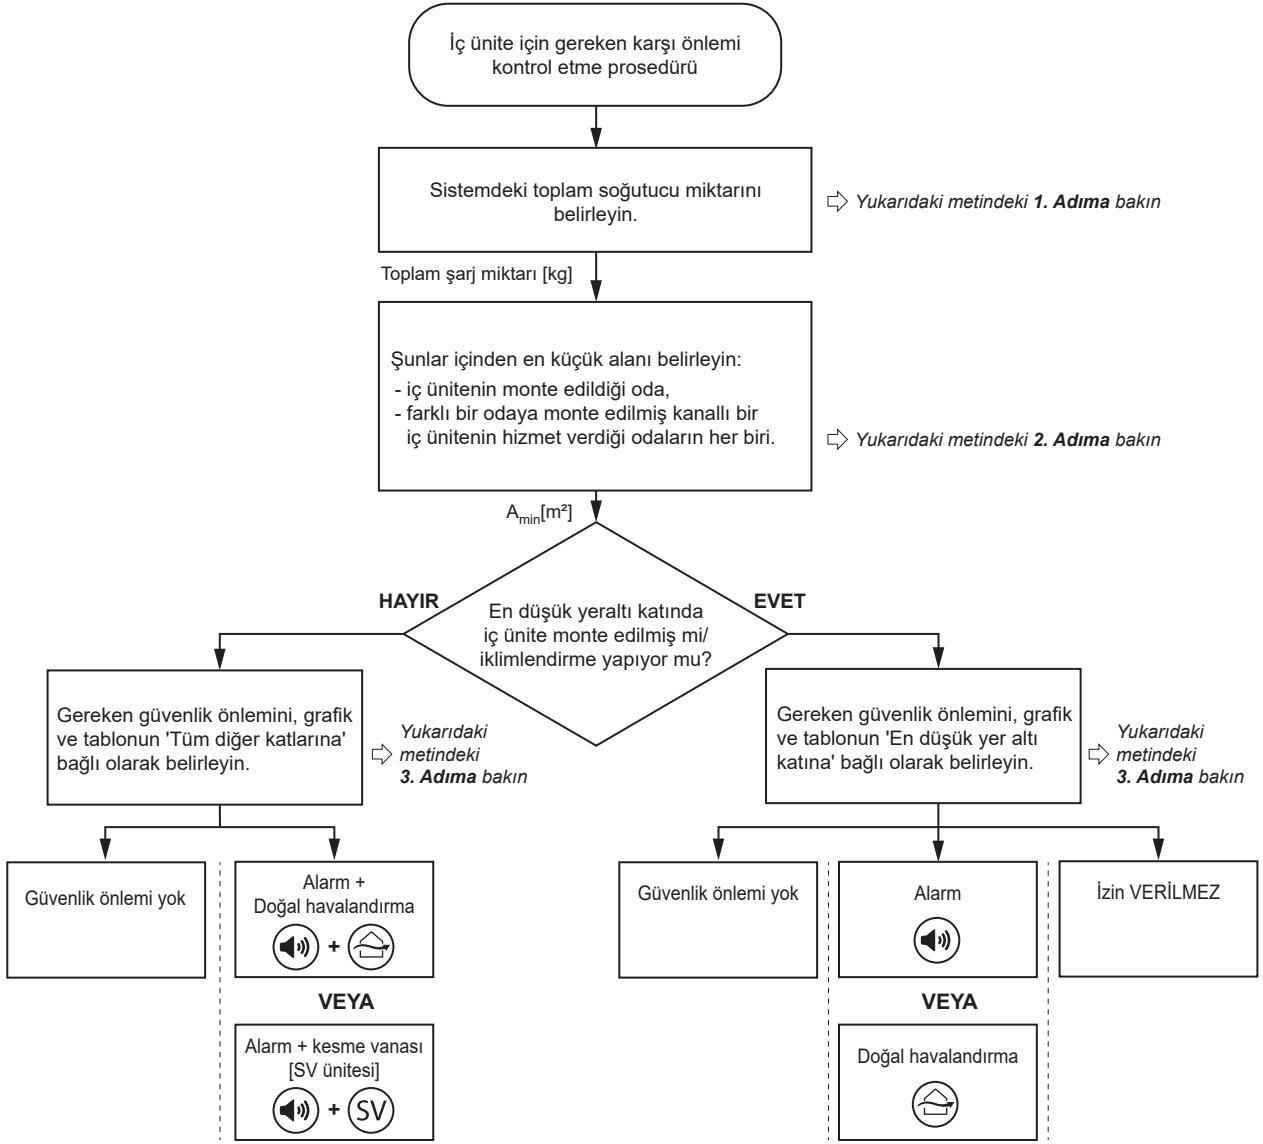 İç ünite için gereken karşı önlemi
kontrol etme prosedürü
Sistemdeki toplam soğutucu miktarını
belirleyin.
Yukarıdaki metindeki 1. Adıma bakın
Toplam şarj miktarı [kg]
Şunlar içinden en küçük alanı belirleyin:
- iç ünitenin monte edildiği oda,
- farklı bir odaya monte edilmiş kanallı bir
iç ünitenin hizmet verdiği odaların her biri.
Yukarıdaki metindeki 2. Adıma bakın
Amin[m²]
HAYIR
EVET
En düşük yeraltı katında
iç ünite monte edilmiş mi/
iklimlendirme yapıyor mu?
Gereken güvenlik önlemini, grafik
ve tablonun 'Tüm diğer katlarına'
bağlı olarak belirleyin.
Yukarıdaki
metindeki
3. Adıma bakın
Gereken güvenlik önlemini, grafik
ve tablonun 'En düşük yer altı
katına' bağlı olarak belirleyin.
Yukarıdaki
metindeki
3. Adıma bakın
Güvenlik önlemi yok
Alarm +
Doğal havalandırma
+
VEYA
Alarm + kesme vanası
[SV ünitesi]
+ SV
Güvenlik önlemi yok
Alarm
VEYA
Doğal havalandırma
İzin VERİLMEZ